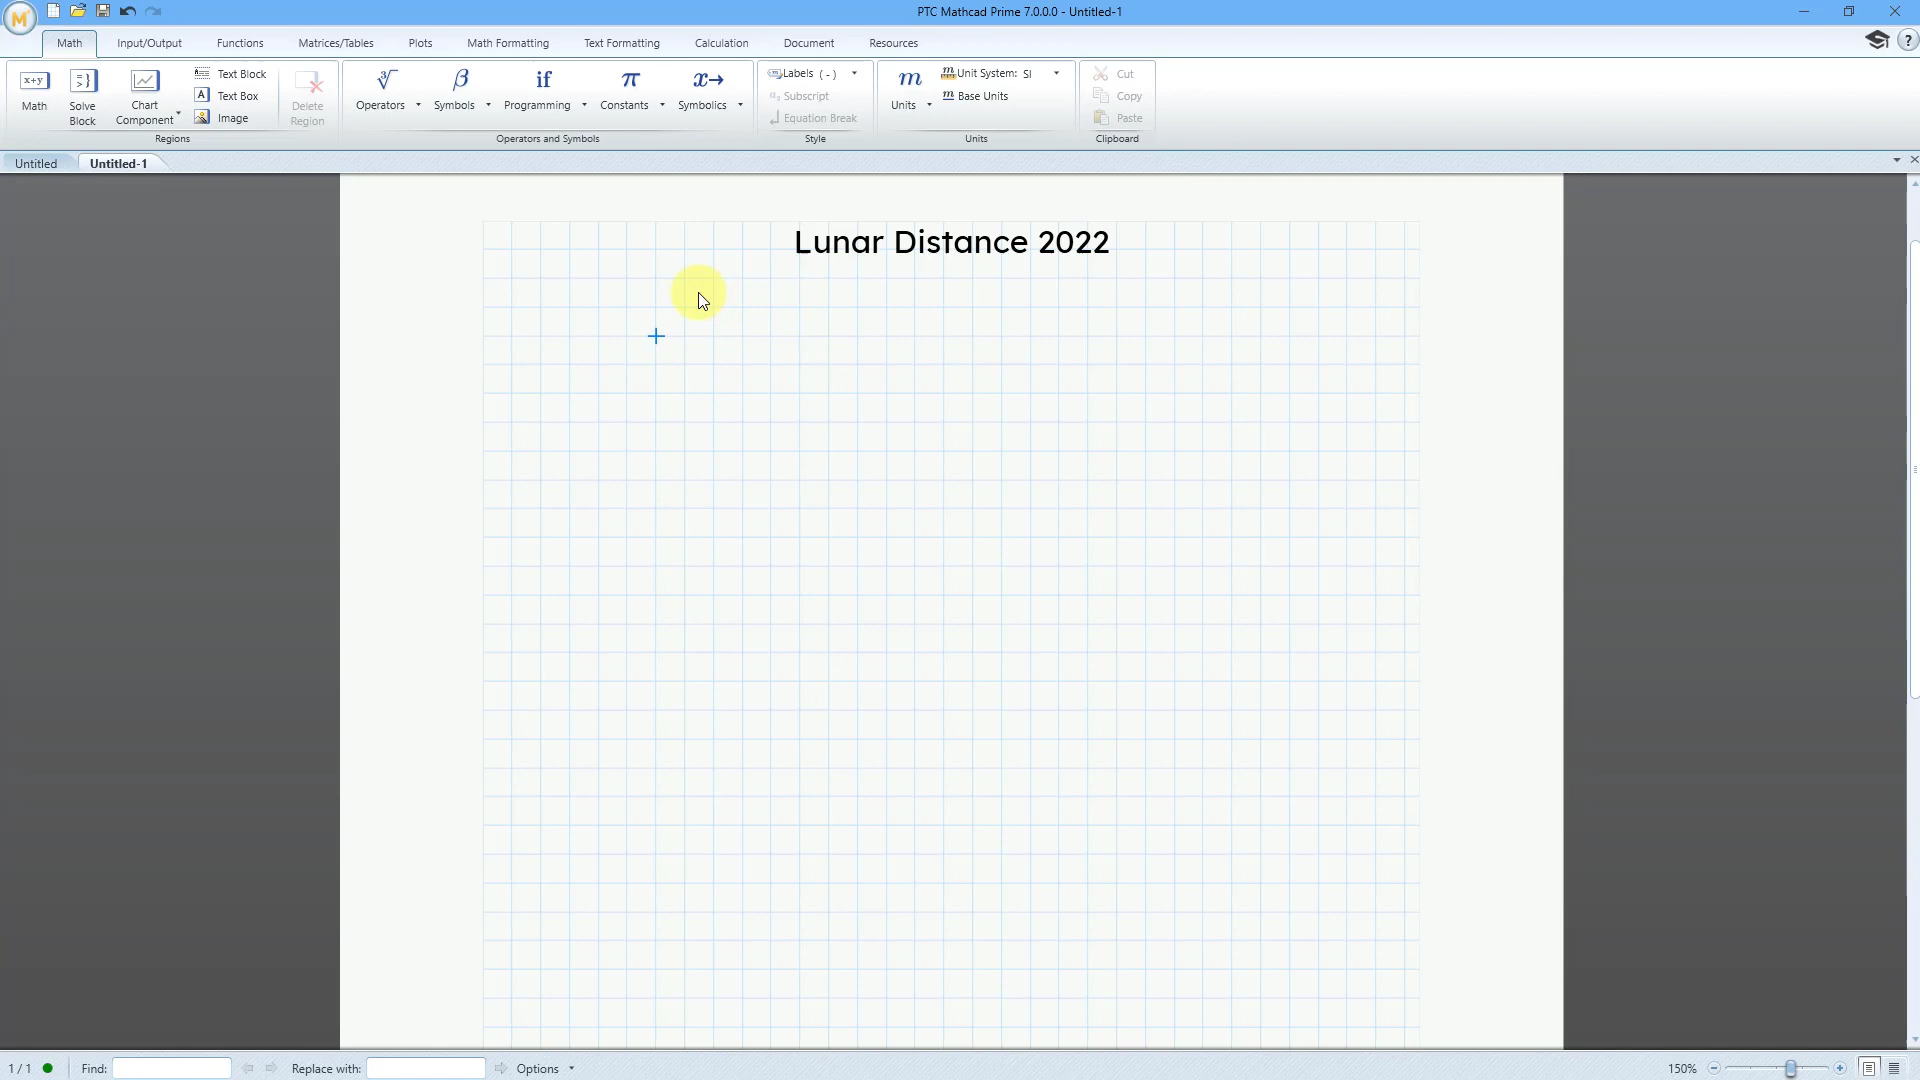 PTC Mathcad Prime 7.0.0.0 - Untitled-1
Math
Input/Output
Functions
Matrices/Tables
Plots
Math Formatting
Text Formatting
Calculation
Document
Resources
Math
Solve
Block
Chart
Component
Text Block
Text Box
Image
Delete
Region
Regions
Operators
Symbols
if
Programming
π
Constants
Symbolics
Operators and Symbols
Labels ( - )
Subscript
Equation Break
Style
m
Units
Unit System: SI
Base Units
Units
Cut
Copy
Paste
Clipboard
Untitled
Untitled-1
Lunar Distance 2022
1 / 1
Find:
Replace with:
Options
150%